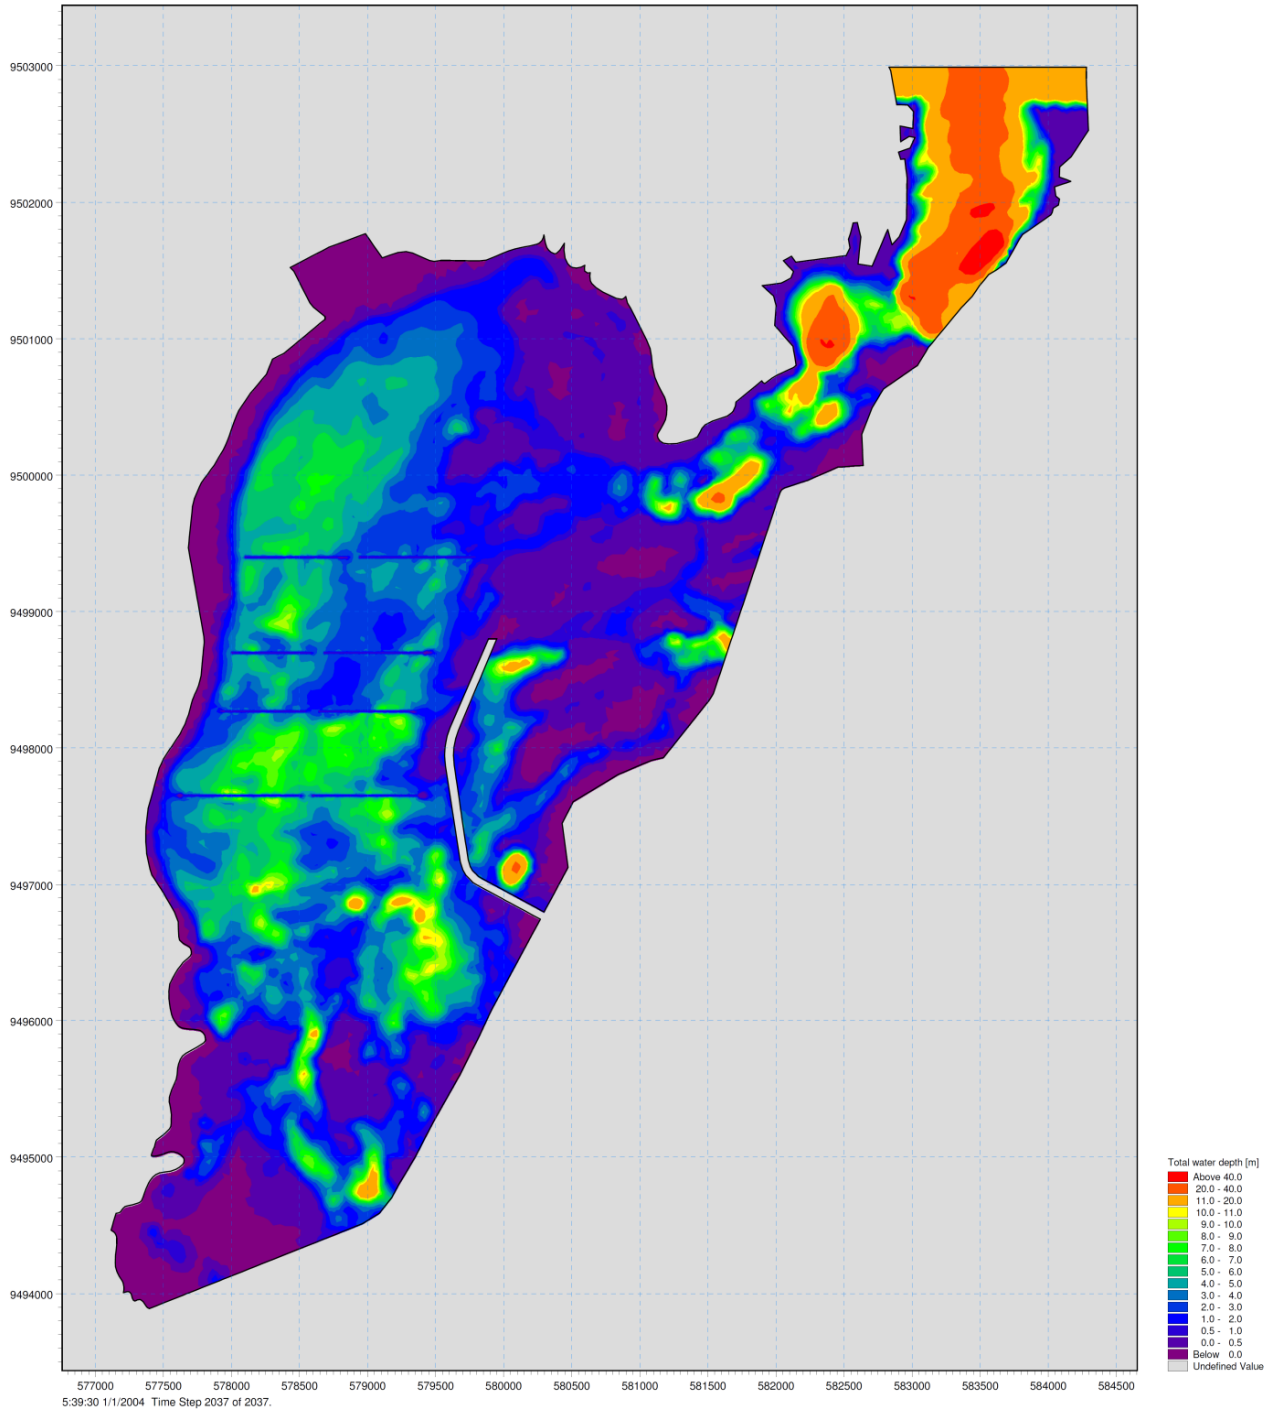 9503000
9502000
9501000
9500000
9499000
9498000
9497000
9496000
9495000
9494000
577000 577500 578000 578500 579000 579500 580000 580500 581000 581500 582000 582500 583000 583500 584000 584500
5:39:30 1/1/2004 Time Step 2037 of 2037.
Total water depth [m]
Above 40.0
20.0 - 40.0
11.0 - 20.0
10.0 - 11.0
9.0 - 10.0
8.0 - 9.0
7.0 - 8.0
6.0 - 7.0
5.0 - 6.0
4.0 - 5.0
3.0 - 4.0
2.0 - 3.0
1.0 - 2.0
0.5 - 1.0
0.0 - 0.5
Below 0.0
Undefined Value